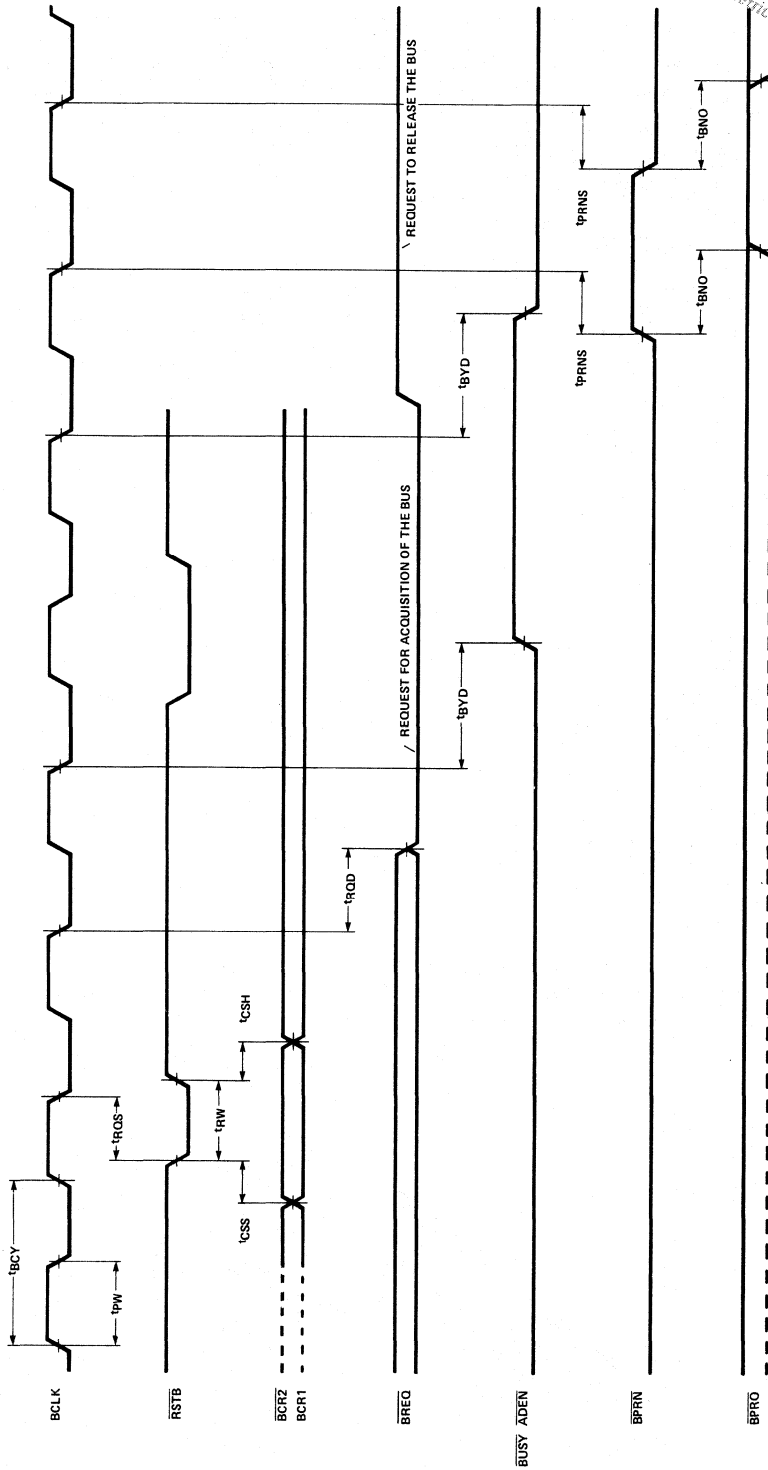 BCLK
tBCY
tPW
tRQS
RSTB
tRW
tCSS
tCSH
BCR2
BCR1
tRQD
BREQ
REQUEST FOR ACQUISITION OF THE BUS
REQUEST TO RELEASE THE BUS
tBYD
tBYD
BUSY ADEN
tPRNS
tPRNS
BPRN
tBNO
tBNO
BPRO